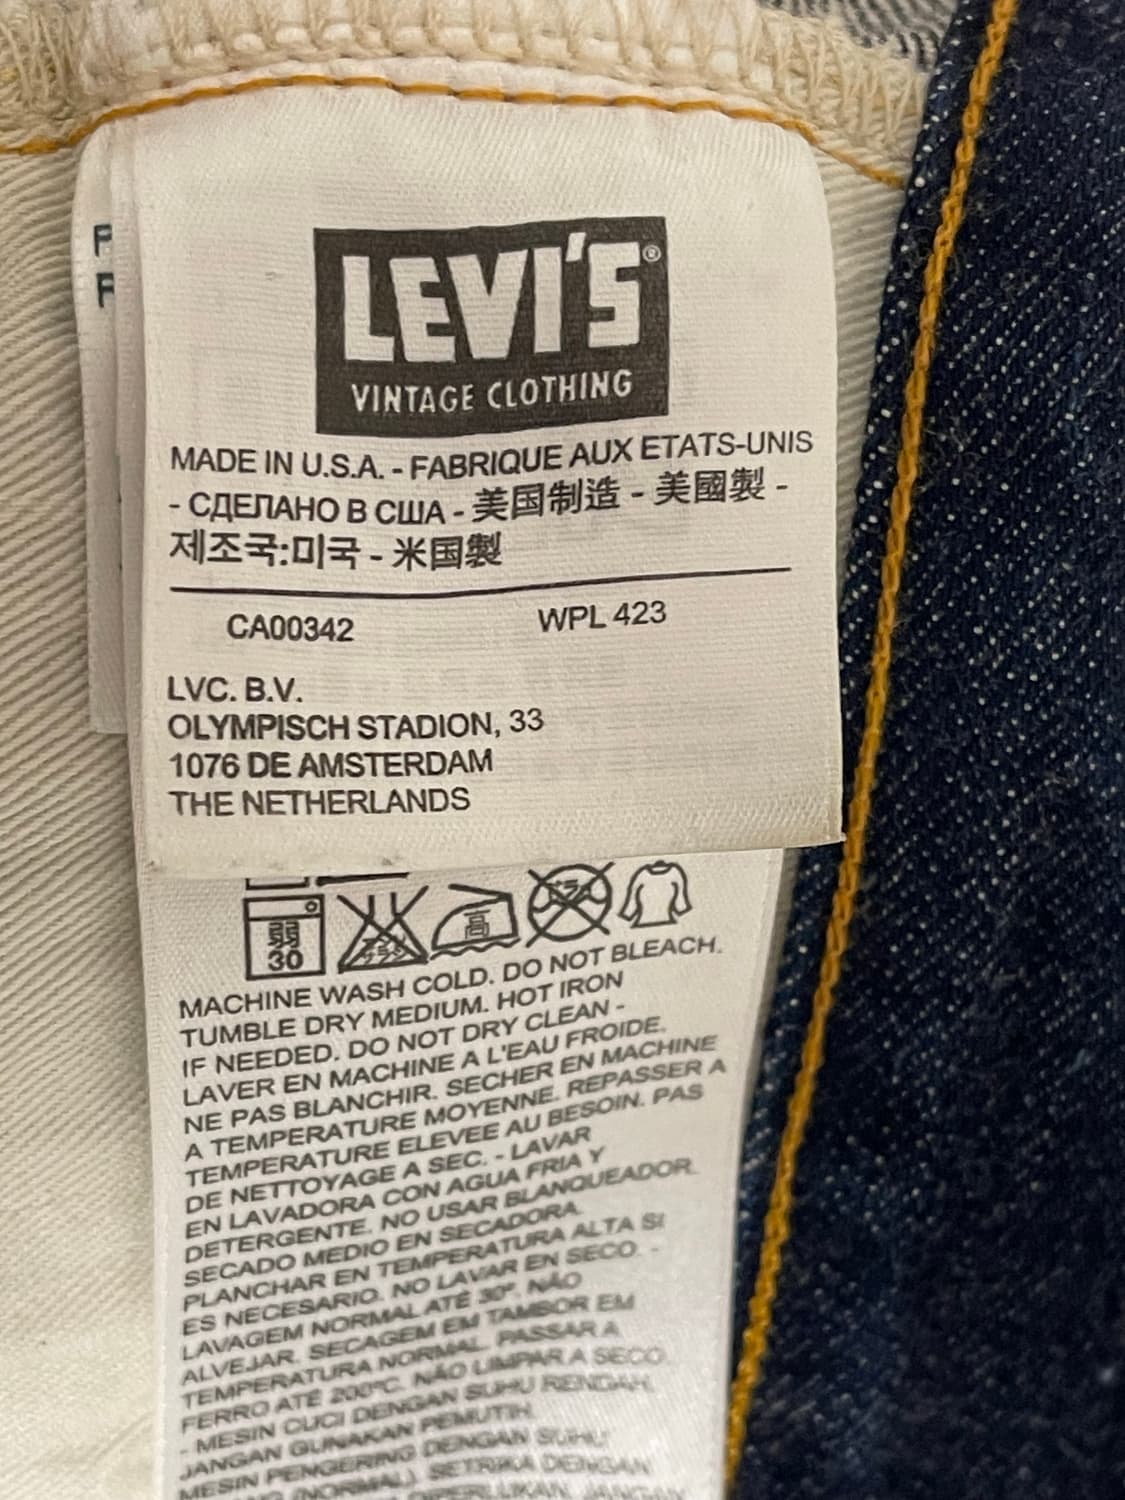 LEVI'S®
VINTAGE CLOTHING
MADE IN U.S.A. - FABRIQUE AUX ETATS-UNIS
- СДЕЛАНО В США - 美国制造 - 美國製 -
제조국:미국 - 米国製
CA00342 WPL 423
LVC. B.V.
OLYMPISCH STADION, 33
1076 DE AMSTERDAM
THE NETHERLANDS
弱
30
高
MACHINE WASH COLD. DO NOT BLEACH.
TUMBLE DRY MEDIUM. HOT IRON
IF NEEDED. DO NOT DRY CLEAN -
LAVER EN MACHINE A L'EAU FROIDE.
NE PAS BLANCHIR. SECHER EN MACHINE
A TEMPERATURE MOYENNE. REPASSER A
TEMPERATURE ELEVEE AU BESOIN. PAS
DE NETTOYAGE A SEC. - LAVAR
EN LAVADORA CON AGUA FRIA Y
DETERGENTE. NO USAR BLANQUEADOR.
SECADO MEDIO EN SECADORA.
PLANCHAR EN TEMPERATURA ALTA SI
ES NECESARIO. NO LAVAR EN SECO. -
LAVAGEM NORMAL ATÉ 30º. NÃO
ALVEJAR. SECAGEM EM TAMBOR EM
TEMPERATURA NORMAL. PASSAR A
FERRO ATÉ 200ºC. NÃO LIMPAR A SECO.
- MESIN CUCI DENGAN SUHU RENDAH.
JANGAN GUNAKAN PEMUTIH.
MESIN PENGERING DENGAN SUHU
(NORMAL). SETRIKA DENGAN
DIPERLUKAN. JANGAN